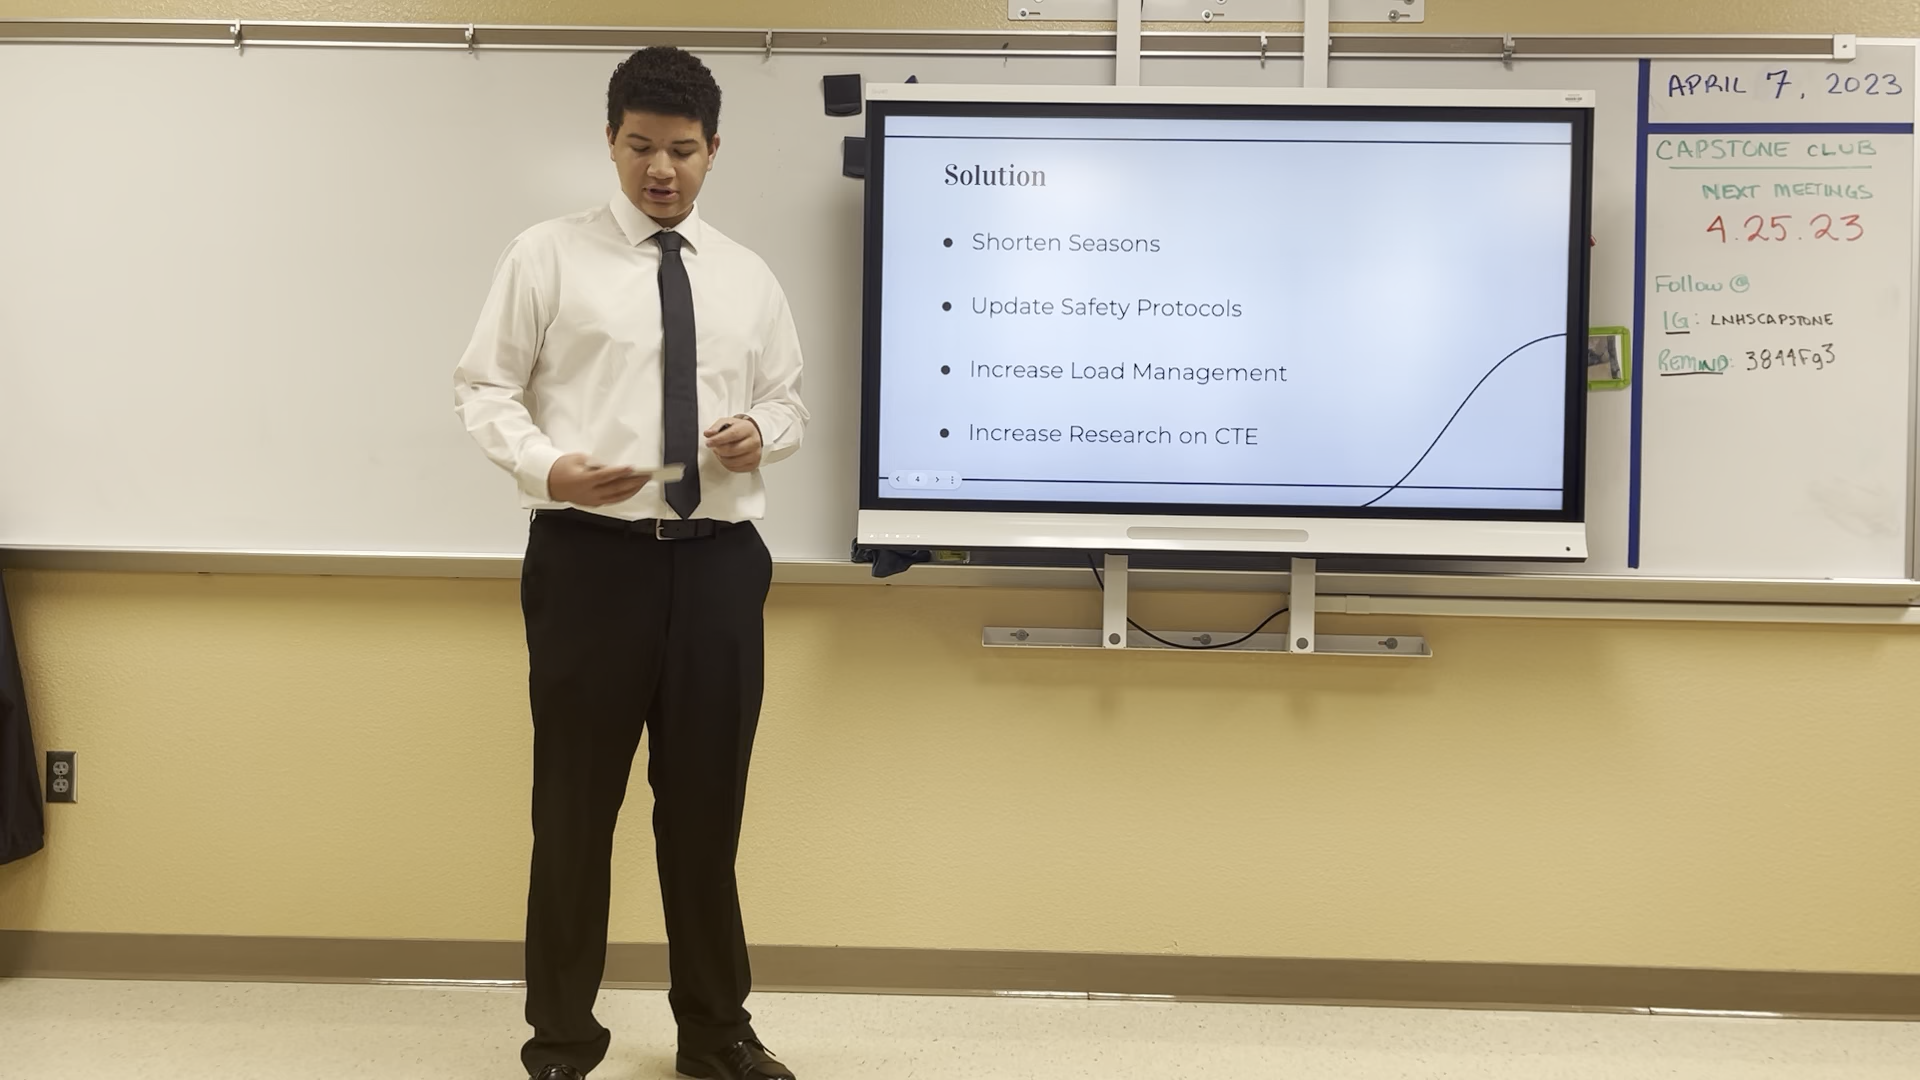 Solution
Shorten Seasons
Update Safety Protocols
Increase Load Management
Increase Research on CTE
4
APRIL 7, 2023
CAPSTONE CLUB
NEXT MEETINGS
4.25.23
Follow @
IG: LNHSCAPSTONE
REMIND: 3844Fg3